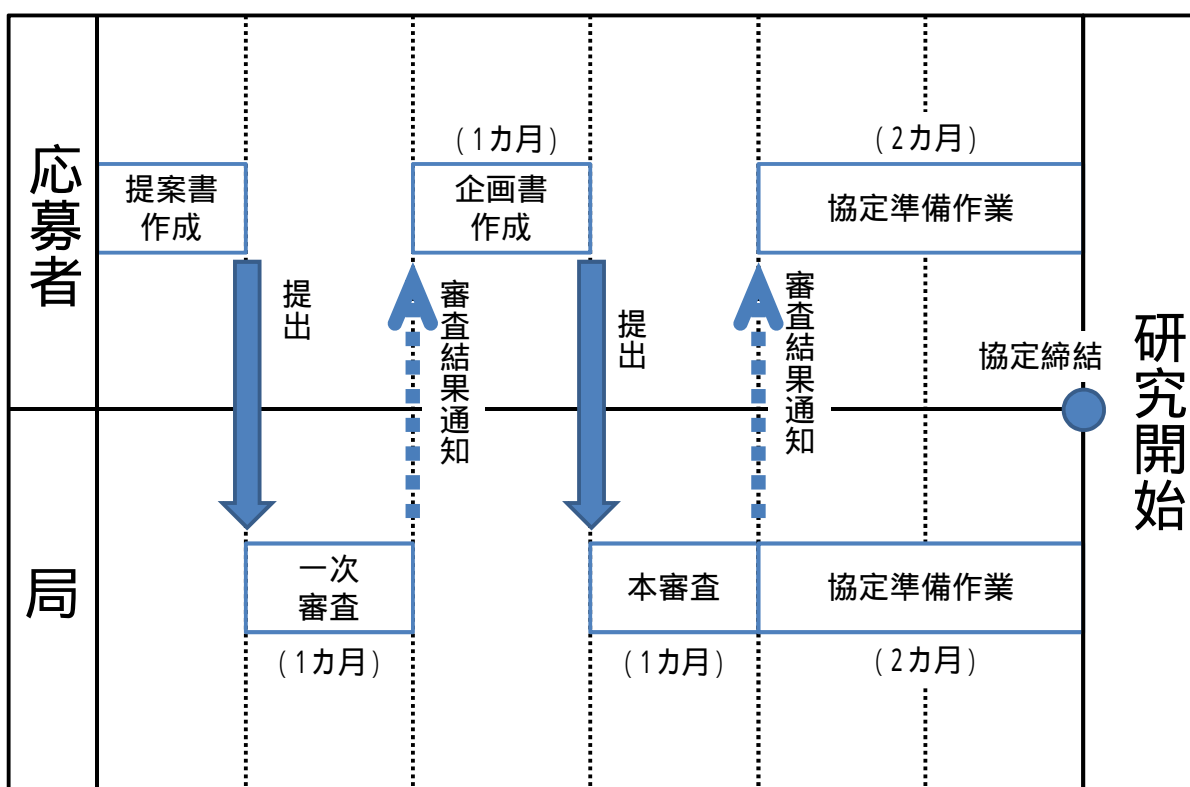 応募者
(1カ月)
(2カ月)
提案書
作成
企画書
作成
協定準備作業
提出
審査結果通知
提出
審査結果通知
協定締結
研究開始
局
一次
審査
本審査
協定準備作業
(1カ月)
(1カ月)
(2カ月)